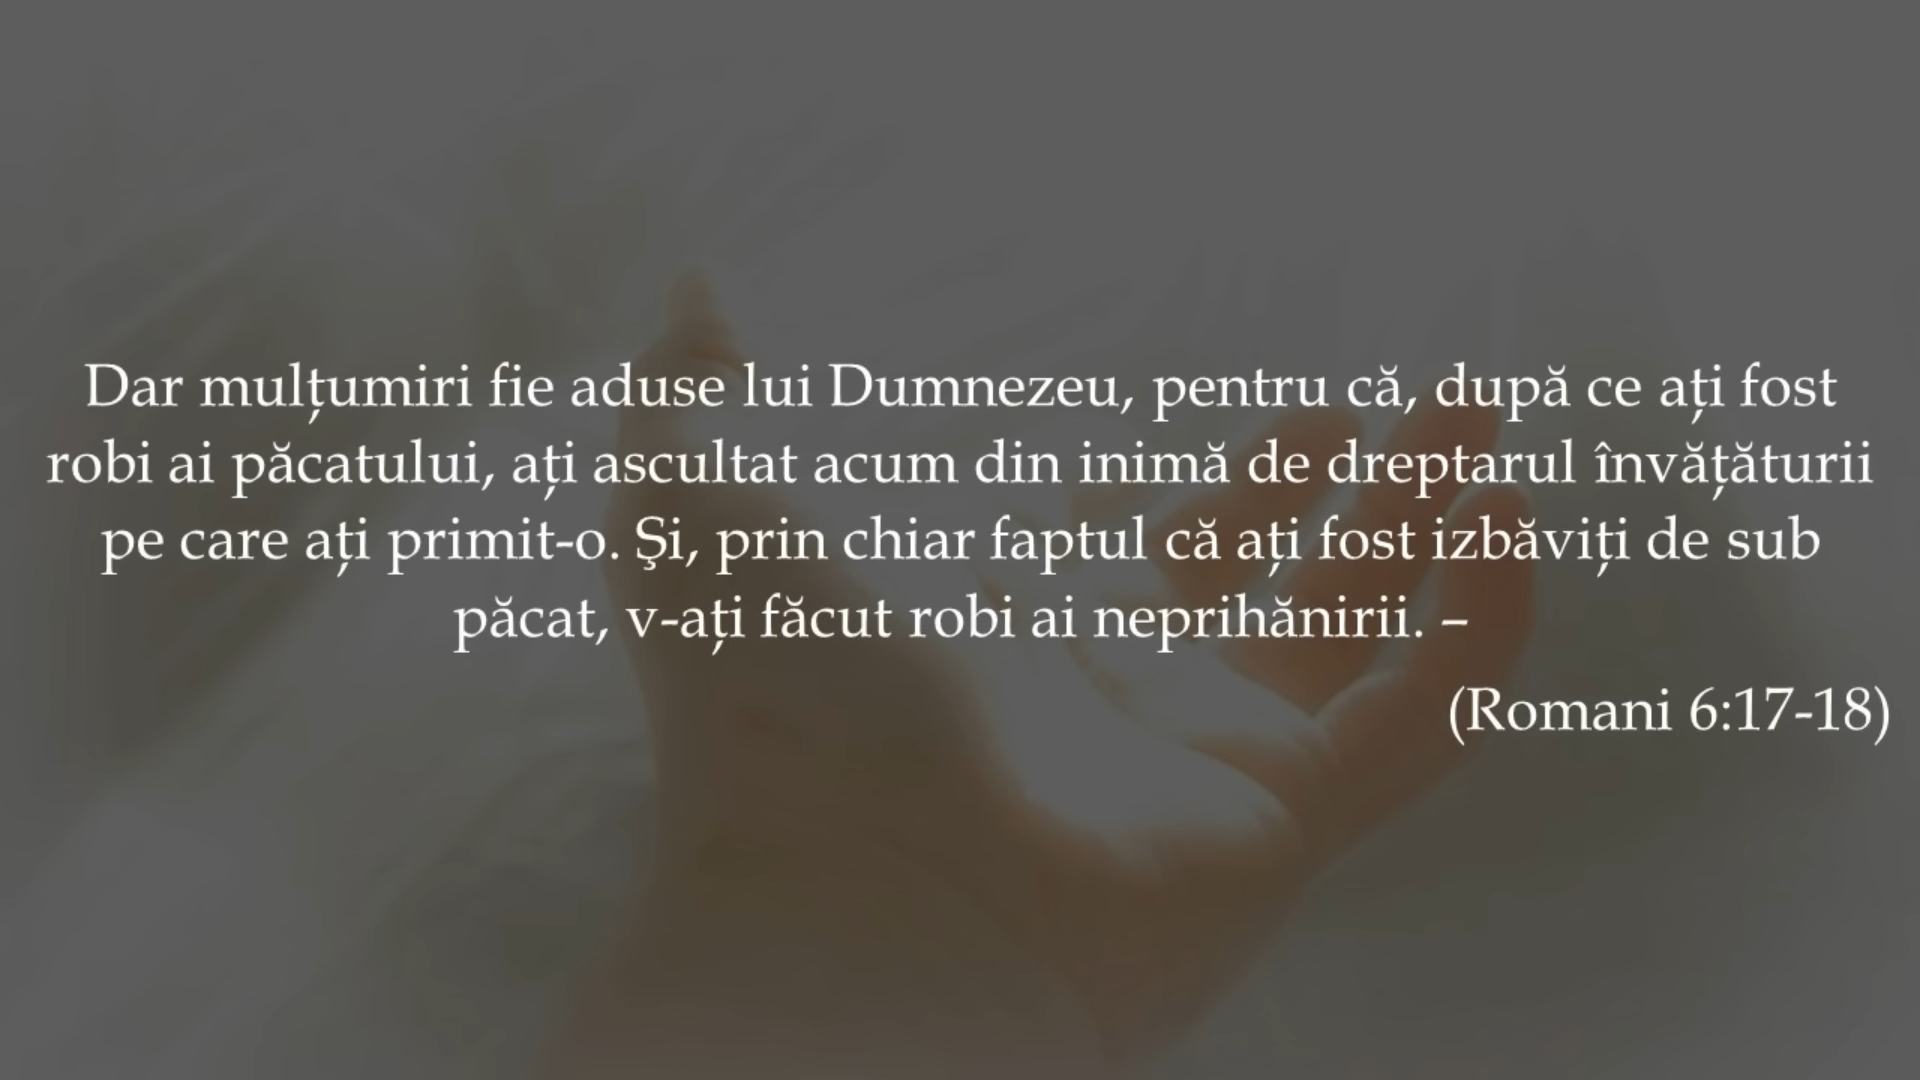 Dar mulțumiri fie aduse lui Dumnezeu, pentru că, după ce ați fost
robi ai păcatului, ați ascultat acum din inimă de dreptarul învățăturii
pe care ați primit-o. Şi, prin chiar faptul că ați fost izbăviți de sub
păcat, v-ați făcut robi ai neprihănirii. –
(Romani 6:17-18)